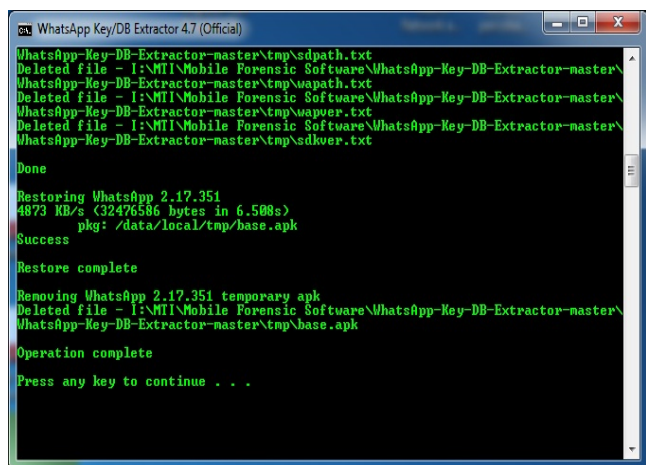 WhatsApp Key/DB Extractor 4.7 (Official)
WhatsApp-Key-DB-Extractor-master\tmp\sdpath.txt
Deleted file - I:\MTI\Mobile Forensic Software\WhatsApp-Key-DB-Extractor-master\
WhatsApp-Key-DB-Extractor-master\tmp\wapath.txt
Deleted file - I:\MTI\Mobile Forensic Software\WhatsApp-Key-DB-Extractor-master\
WhatsApp-Key-DB-Extractor-master\tmp\wapver.txt
Deleted file - I:\MTI\Mobile Forensic Software\WhatsApp-Key-DB-Extractor-master\
WhatsApp-Key-DB-Extractor-master\tmp\sdkver.txt
Done
Restoring WhatsApp 2.17.351
4873 KB/s (32476586 bytes in 6.508s)
pkg: /data/local/tmp/base.apk
Success
Restore complete
Removing WhatsApp 2.17.351 temporary apk
Deleted file - I:\MTI\Mobile Forensic Software\WhatsApp-Key-DB-Extractor-master\
WhatsApp-Key-DB-Extractor-master\tmp\base.apk
Operation complete
Press any key to continue . . .